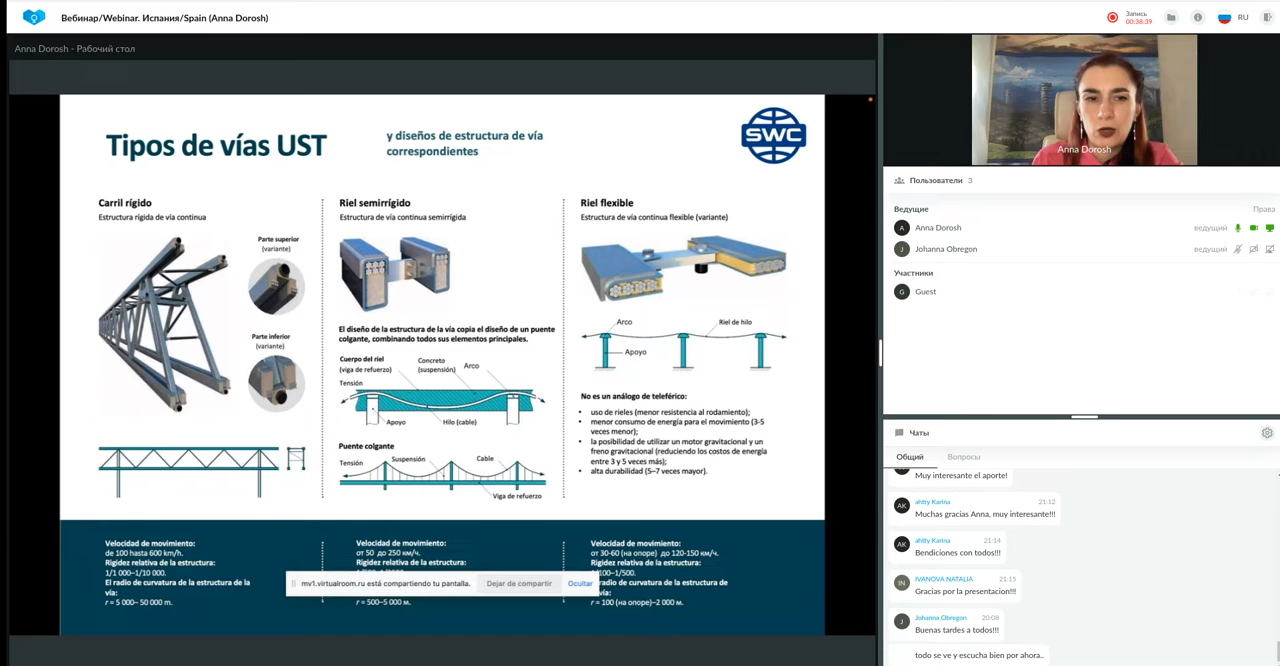 Вебинар/Webinar. Испания/Spain (Anna Dorosh)
Запись
00:38:39
RU
Anna Dorosh - Рабочий стол
Tipos de vías UST
y diseños de estructura de vía
correspondientes
SWC
Carril rígido
Estructura rígida de vía continua
Parte superior
(variante)
Parte inferior
(variante)
Riel semirrígido
Estructura de vía continua semirrígida
El diseño de la estructura de la vía copia el diseño de un puente
colgante, combinando todos sus elementos principales.
Cuerpo del riel
(viga de refuerzo)
Concreto
(suspensión)
Arco
Tensión
Apoyo
Hilo (cable)
Puente colgante
Tensión
Suspensión
Cable
Viga de refuerzo
Riel flexible
Estructura de vía continua flexible (variante)
Arco
Riel de hilo
Apoyo
No es un análogo de teleférico:
• uso de rieles (menor resistencia al rodamiento);
• menor consumo de energía para el movimiento (3-5
veces menor);
• la posibilidad de utilizar un motor gravitacional y un
freno gravitacional (reduciendo los costos de energía
entre 3 y 5 veces más);
• alta durabilidad (5–7 veces mayor).
Velocidad de movimiento:
de 100 hasta 600 km/h.
Rigidez relativa de la estructura:
1/1 000–1/10 000.
El radio de curvatura de la estructura de la
vía:
r = 5 000– 50 000 m.
Velocidad de movimiento:
от 50 до 250 км/ч.
Rigidez relativa de la estructura:
r = 500–5 000 м.
Velocidad de movimiento:
от 30-60 (на опоре) до 120-150 км/ч.
Rigidez relativa de la estructura:
100–1/500.
radio de curvatura de la estructura de
vía:
r = 100 (на опоре)–2 000 м.
mv1.virtualroom.ru está compartiendo tu pantalla.
Dejar de compartir
Ocultar
Anna Dorosh
Пользователи 3
Ведущие
Права
A
Anna Dorosh
ведущий
J
Johanna Obregon
ведущий
Участники
G
Guest
Чаты
Общий
Вопросы
Muy interesante el aporte!
AK
ahtty Karina
21:12
Muchas gracias Anna, muy interesante!!!
AK
ahtty Karina
21:14
Bendiciones con todos!!!
IN
IVANOVA NATALIA
21:15
Gracias por la presentacion!!!
J
Johanna Obregon
20:08
Buenas tardes a todos!!!
todo se ve y escucha bien por ahora..